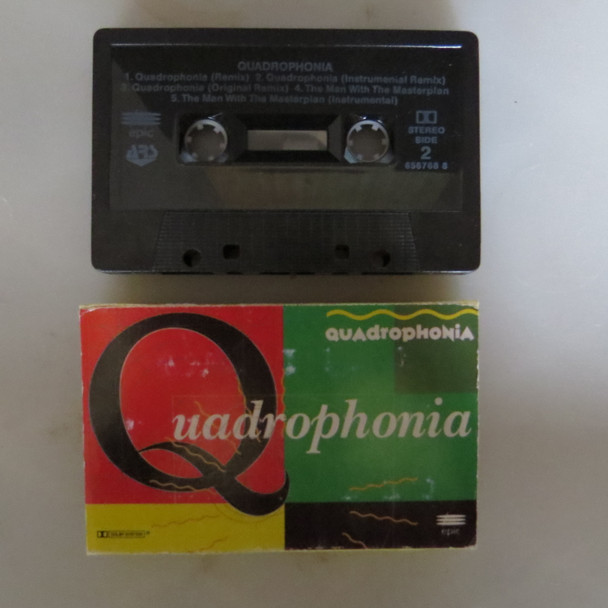 QUADROPHONIA
1. Quadrophonia (Remix) 2. Quadrophonia (Instrumental Remix)
3. Quadrophonia (Original Remix) 4. The Man With The Masterplan
5. The Man With The Masterplan (Instrumental)
epic
STEREO
SIDE
2
656768 8
QUADROPHONIA
Quadrophonia
epic